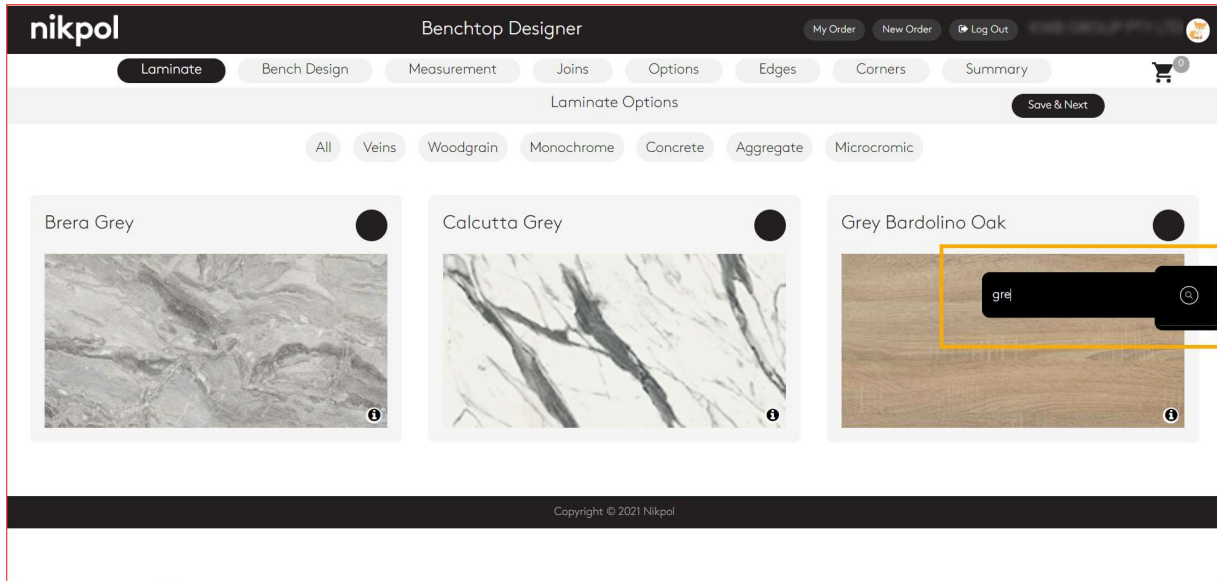 nikpol
Benchtop Designer
My Order
New Order
Log Out
Laminate
Bench Design
Measurement
Joins
Options
Edges
Corners
Summary
0
Laminate Options
Save & Next
All
Veins
Woodgrain
Monochrome
Concrete
Aggregate
Microcromic
Brera Grey
Calcutta Grey
Grey Bardolino Oak
gre
Copyright © 2021 Nikpol